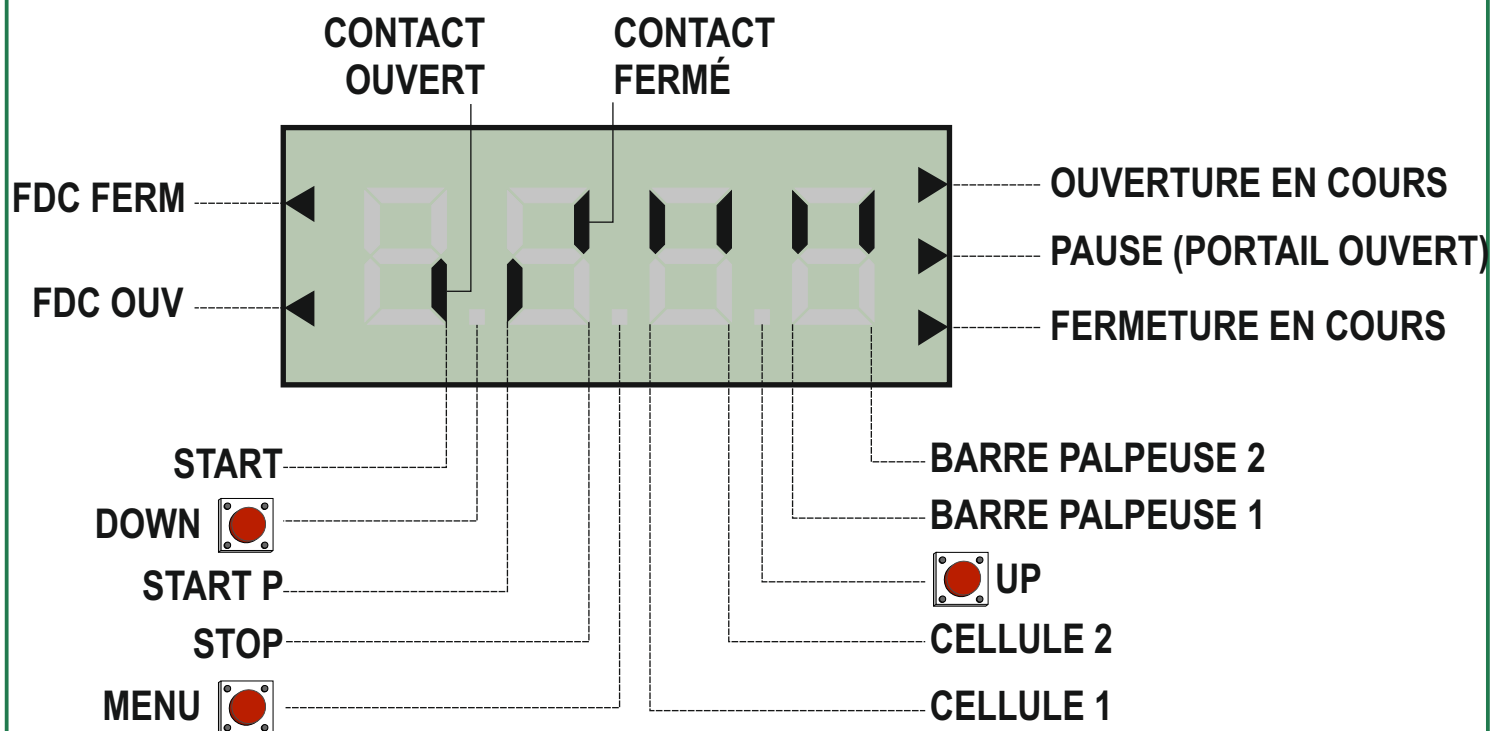 CONTACT
OUVERT
CONTACT
FERMÉ
FDC FERM
FDC OUV
OUVERTURE EN COURS
PAUSE (PORTAIL OUVERT)
FERMETURE EN COURS
START
DOWN
START P
STOP
MENU
BARRE PALPEUSE 2
BARRE PALPEUSE 1
UP
CELLULE 2
CELLULE 1